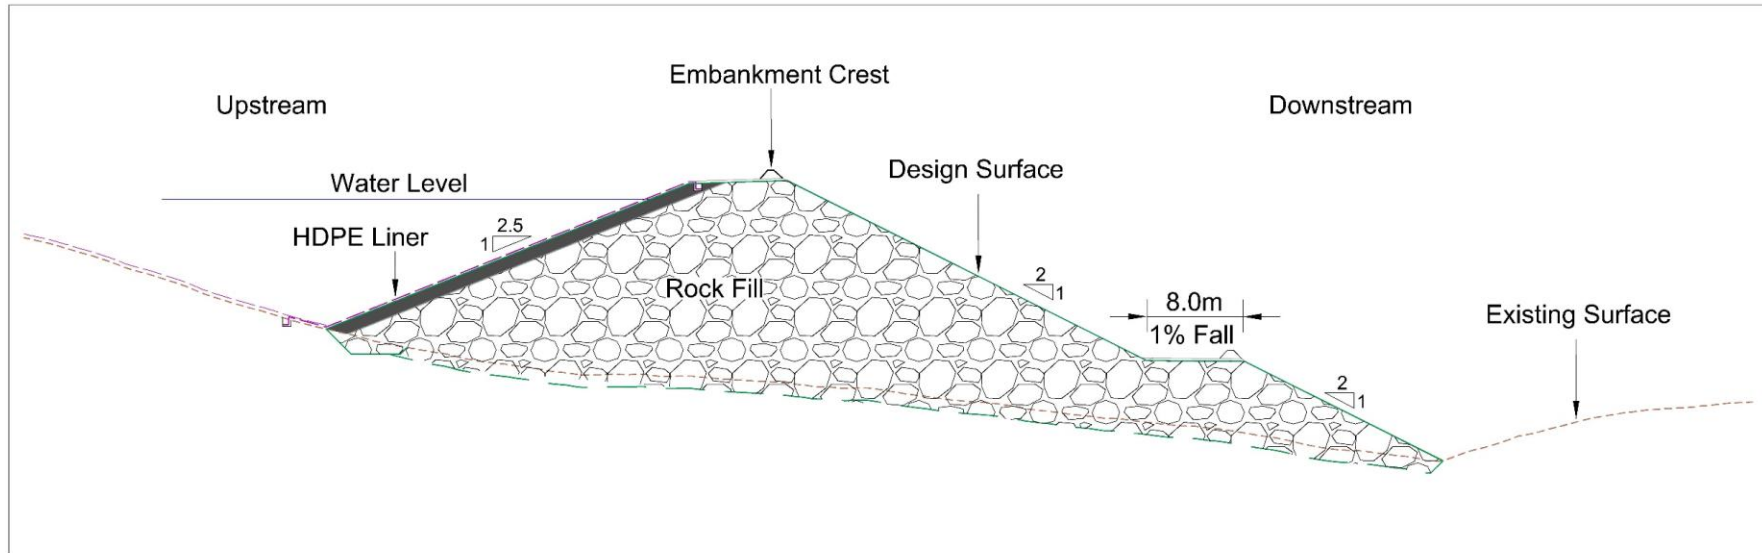 Embankment Crest
Upstream
Downstream
Water Level
Design Surface
HDPE Liner
2.5
1
Rock Fill
2
1
8.0m
1% Fall
Existing Surface
2
1